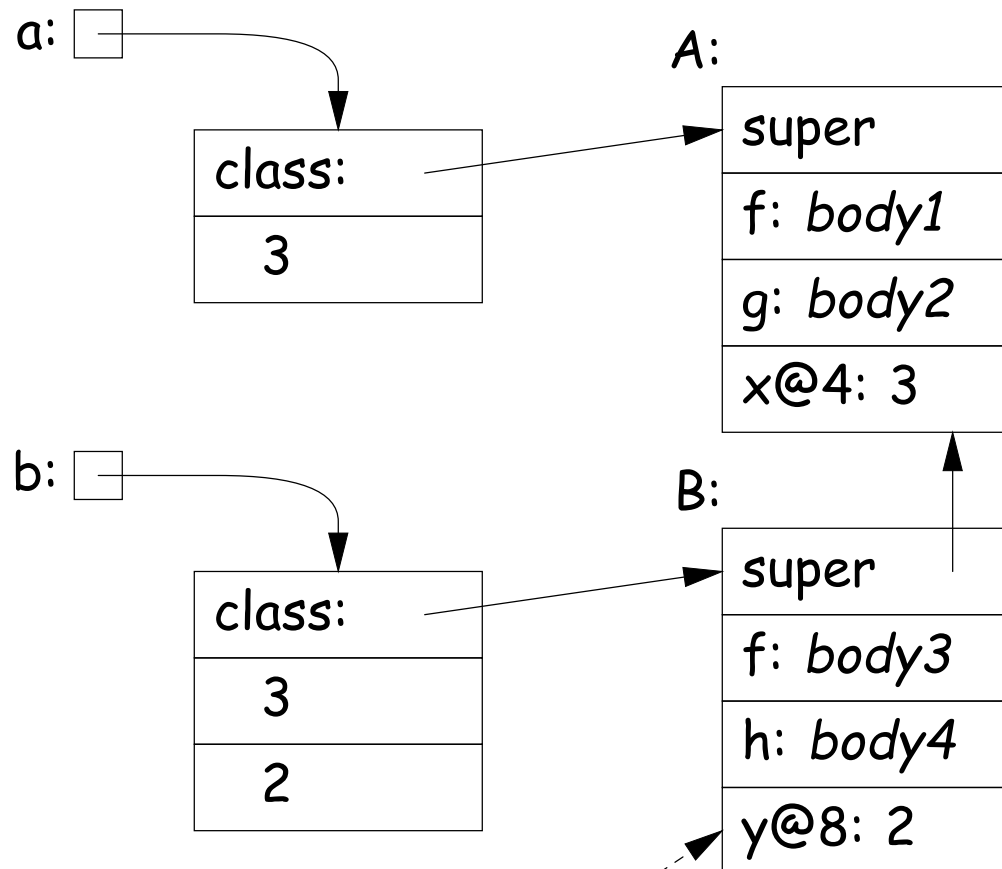 a:
class:
3
A:
super
f: body1
g: body2
x@4: 3
b:
class:
3
2
B:
super
f: body3
h: body4
y@8: 2